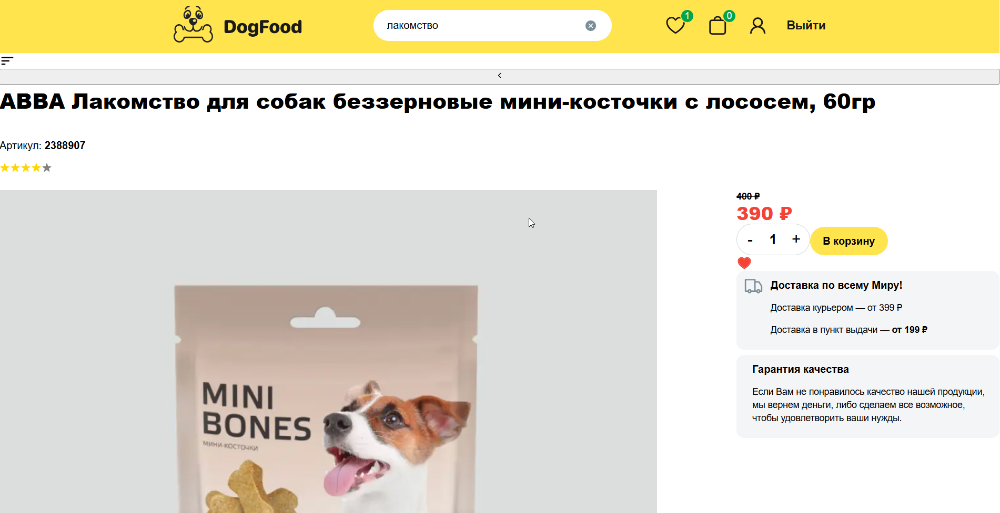 DogFood
лакомство
1
0
Выйти
ABBA Лакомство для собак беззерновые мини-косточки с лососем, 60гр
Артикул: 2388907
400 ₽
390 ₽
- 1 +
В корзину
Доставка по всему Миру!
Доставка курьером — от 399 ₽
Доставка в пункт выдачи — от 199 ₽
Гарантия качества
Если Вам не понравилось качество нашей продукции,
мы вернем деньги, либо сделаем все возможное,
чтобы удовлетворить ваши нужды.
MINI
BONES
МИНИ-КОСТОЧКИ